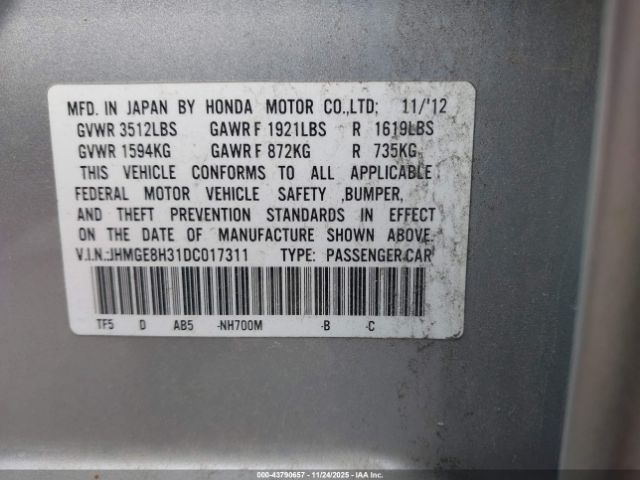 MFD. IN JAPAN BY HONDA MOTOR CO.,LTD; 11/'12
GVWR 3512LBS GAWR F 1921LBS R 1619LBS
GVWR 1594KG GAWR F 872KG R 735KG
THIS VEHICLE CONFORMS TO ALL APPLICABLE
FEDERAL MOTOR VEHICLE SAFETY ,BUMPER,
AND THEFT PREVENTION STANDARDS IN EFFECT
ON THE DATE OF MANUFACTURE SHOWN ABOVE.
V.I.N.:JHMGE8H31DC017311 TYPE: PASSENGER CAR
TF5 D AB5 -NH700M -B -C
43790657 - 11/24/2025 - IAA, Inc.